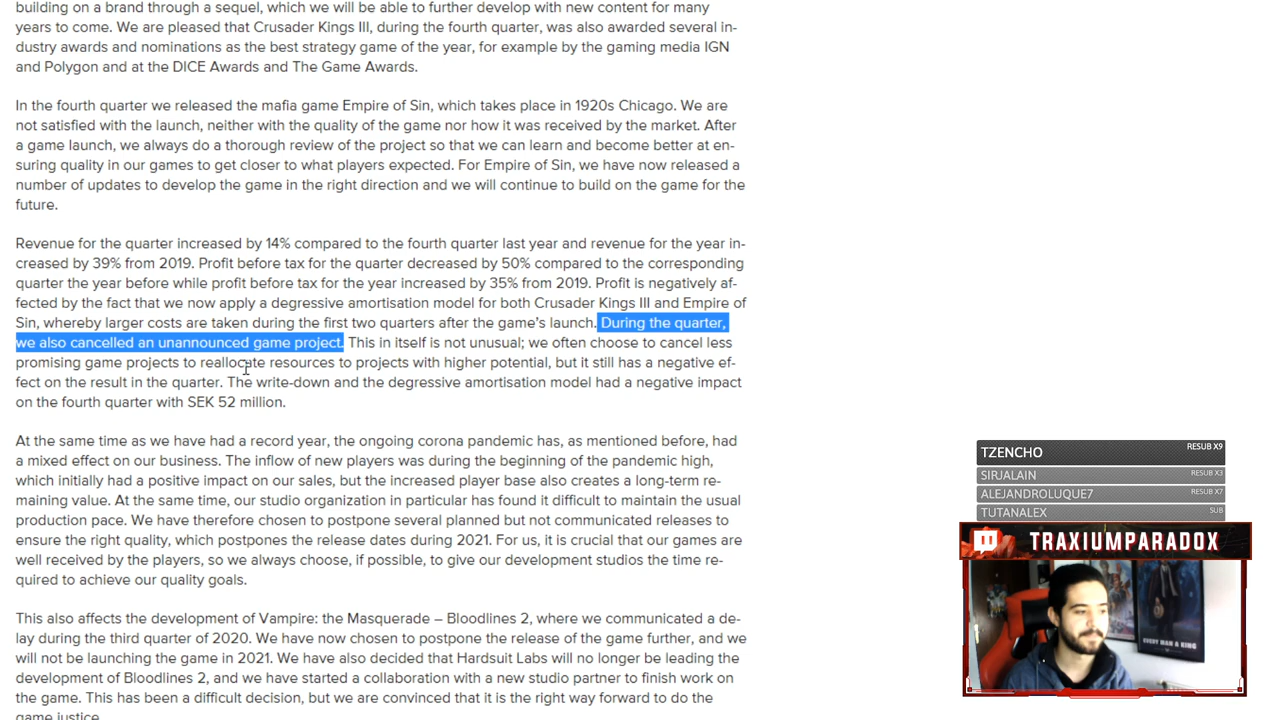 building on a brand through a sequel, which we will be able to further develop with new content for many
years to come. We are pleased that Crusader Kings III, during the fourth quarter, was also awarded several in-
dustry awards and nominations as the best strategy game of the year, for example by the gaming media IGN
and Polygon and at the DICE Awards and The Game Awards.
In the fourth quarter we released the mafia game Empire of Sin, which takes place in 1920s Chicago. We are
not satisfied with the launch, neither with the quality of the game nor how it was received by the market. After
a game launch, we always do a thorough review of the project so that we can learn and become better at en-
suring quality in our games to get closer to what players expected. For Empire of Sin, we have now released a
number of updates to develop the game in the right direction and we will continue to build on the game for the
future.
Revenue for the quarter increased by 14% compared to the fourth quarter last year and revenue for the year in-
creased by 39% from 2019. Profit before tax for the quarter decreased by 50% compared to the corresponding
quarter the year before while profit before tax for the year increased by 35% from 2019. Profit is negatively af-
fected by the fact that we now apply a degressive amortisation model for both Crusader Kings III and Empire of
Sin, whereby larger costs are taken during the first two quarters after the game's launch. During the quarter,
we also cancelled an unannounced game project. This in itself is not unusual; we often choose to cancel less
promising game projects to reallocate resources to projects with higher potential, but it still has a negative ef-
fect on the result in the quarter. The write-down and the degressive amortisation model had a negative impact
on the fourth quarter with SEK 52 million.
At the same time as we have had a record year, the ongoing corona pandemic has, as mentioned before, had
a mixed effect on our business. The inflow of new players was during the beginning of the pandemic high,
which initially had a positive impact on our sales, but the increased player base also creates a long-term re-
maining value. At the same time, our studio organization in particular has found it difficult to maintain the usual
production pace. We have therefore chosen to postpone several planned but not communicated releases to
ensure the right quality, which postpones the release dates during 2021. For us, it is crucial that our games are
well received by the players, so we always choose, if possible, to give our development studios the time re-
quired to achieve our quality goals.
This also affects the development of Vampire: the Masquerade – Bloodlines 2, where we communicated a de-
lay during the third quarter of 2020. We have now chosen to postpone the release of the game further, and we
will not be launching the game in 2021. We have also decided that Hardsuit Labs will no longer be leading the
development of Bloodlines 2, and we have started a collaboration with a new studio partner to finish work on
the game. This has been a difficult decision, but we are convinced that it is the right way forward to do the
game justice.
TZENCHO RESUB X9
SIRJALAIN RESUB X3
ALEJANDROLUQUE7 RESUB X7
TUTANALEX SUB
TRAXIUMPARADOX
EVERY MAN A KING